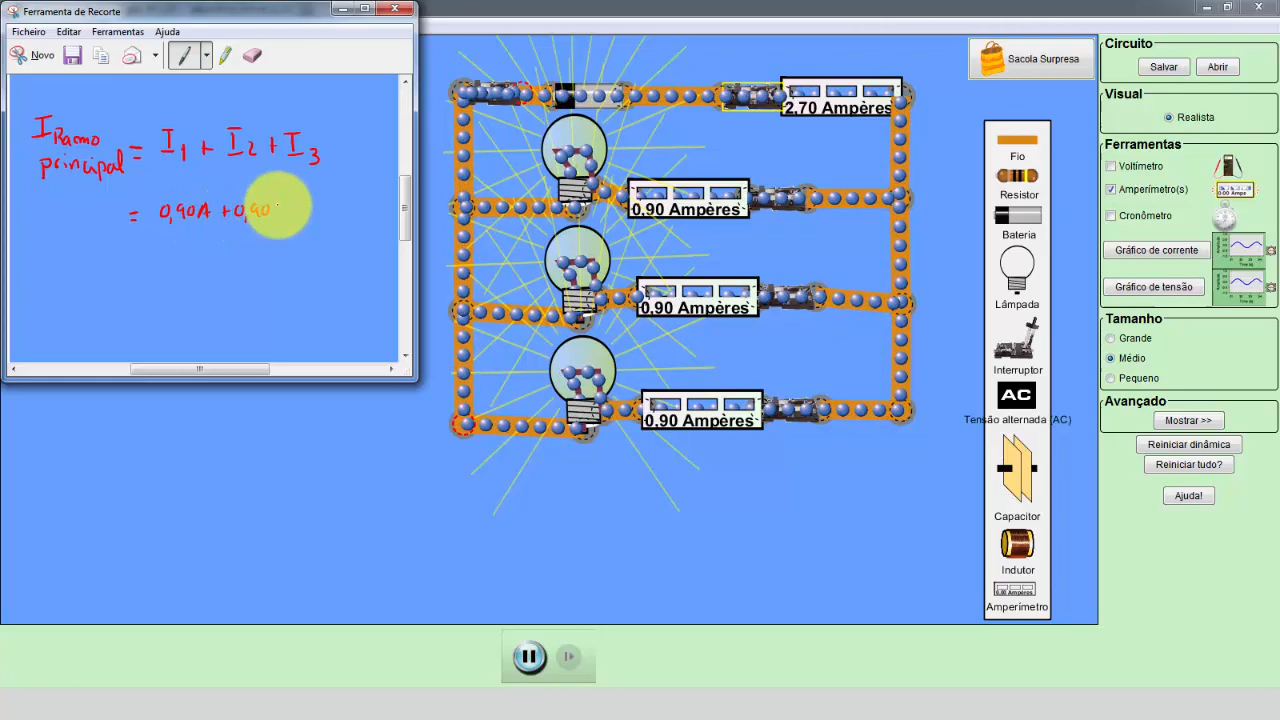 Ferramenta de Recorte
Ficheiro Editar Ferramentas Ajuda
Novo
I Ramo principal = I1 + I2 + I3
= 0,90A + 0,90
2,70 Ampères
0.90 Ampères
0.90 Ampères
0.90 Ampères
Sacola Surpresa
Fio
Resistor
Bateria
Lâmpada
Interruptor
AC
Tensão alternada (AC)
Capacitor
Indutor
Amperímetro
Circuito
Salvar Abrir
Visual
Realista
Ferramentas
Voltímetro
Amperímetro(s)
Cronômetro
Gráfico de corrente
Gráfico de tensão
Tamanho
Grande
Médio
Pequeno
Avançado
Mostrar >>
Reiniciar dinâmica
Reiniciar tudo?
Ajuda!